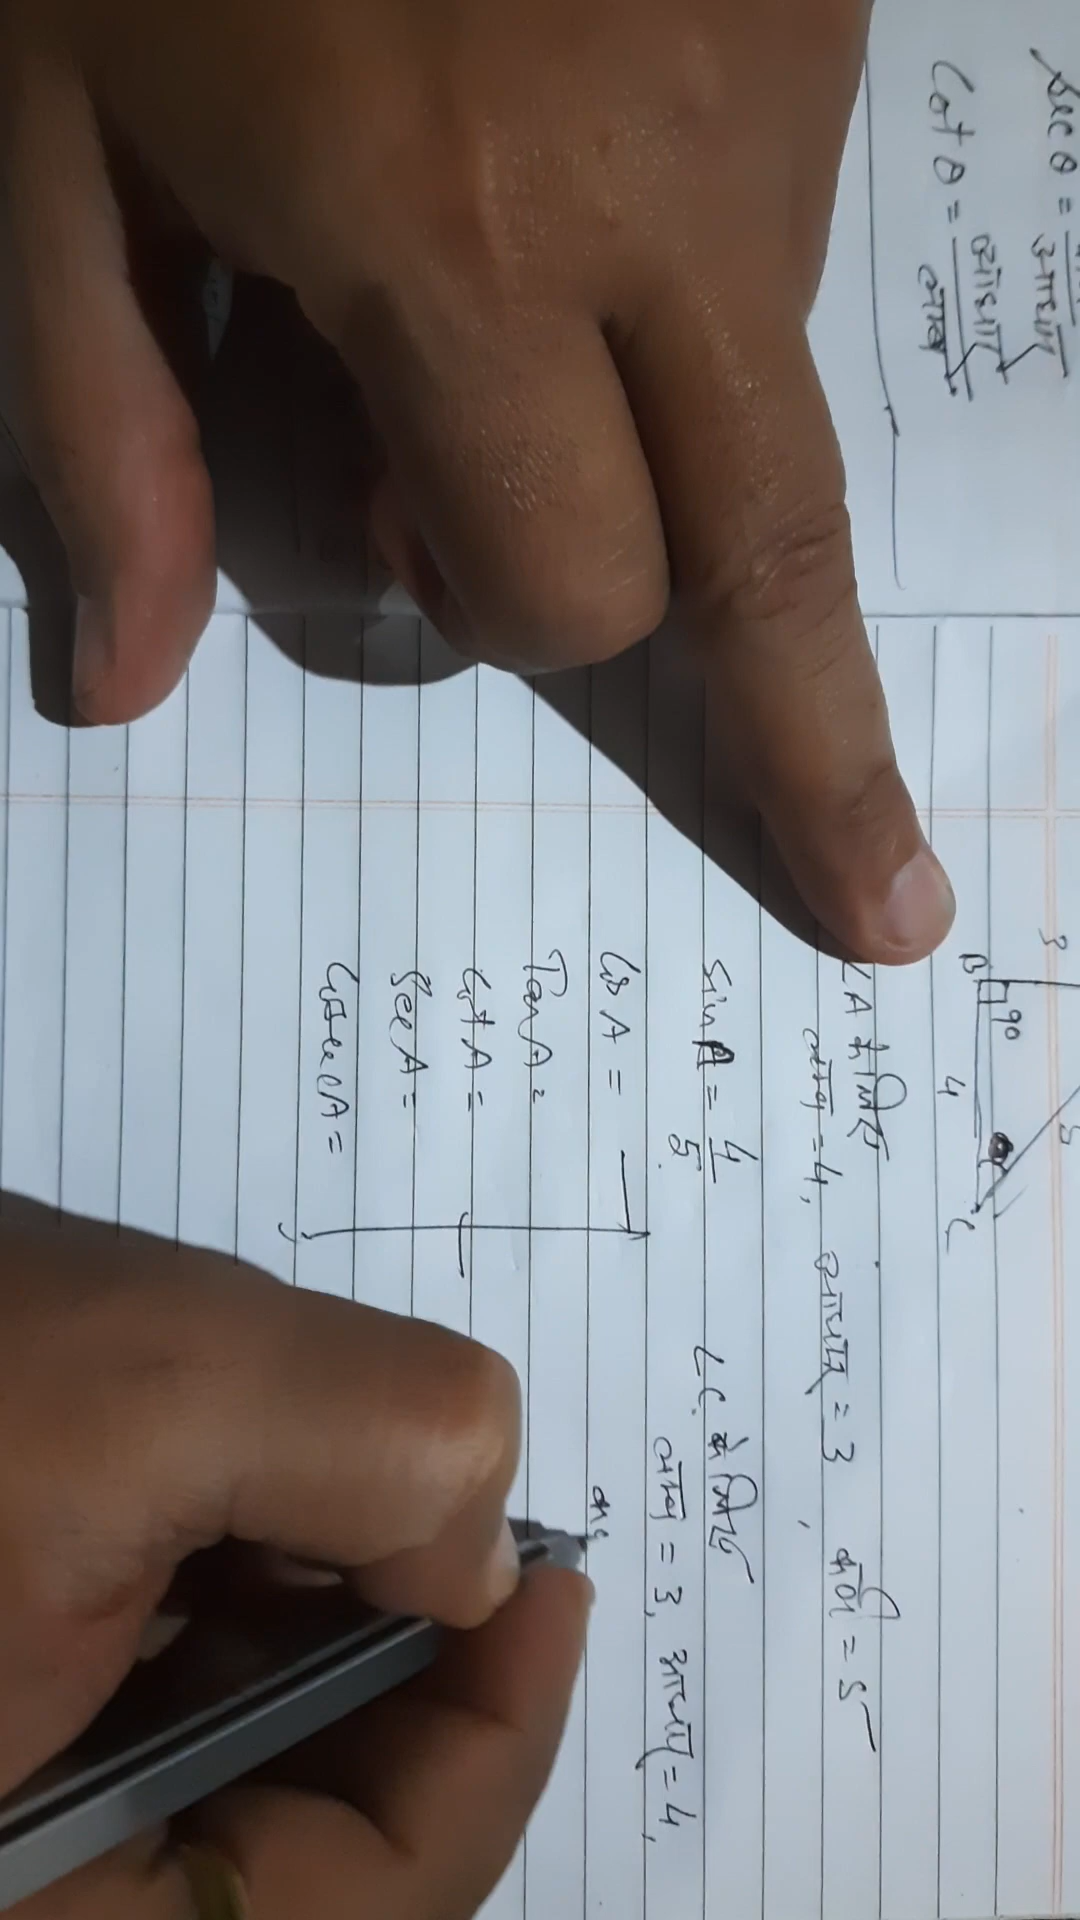 sec θ =
आधार
Cot θ = आधार
लम्ब
3
5
B 90
4
C
∠A के लिए
लम्ब = 4, आधार = 3, कर्ण = 5
Sin A = 4/5
∠C. के लिए
लम्ब = 3, आधार = 4,
Cos A =
Tan A =
Cot A =
Sec A =
Cosec A =